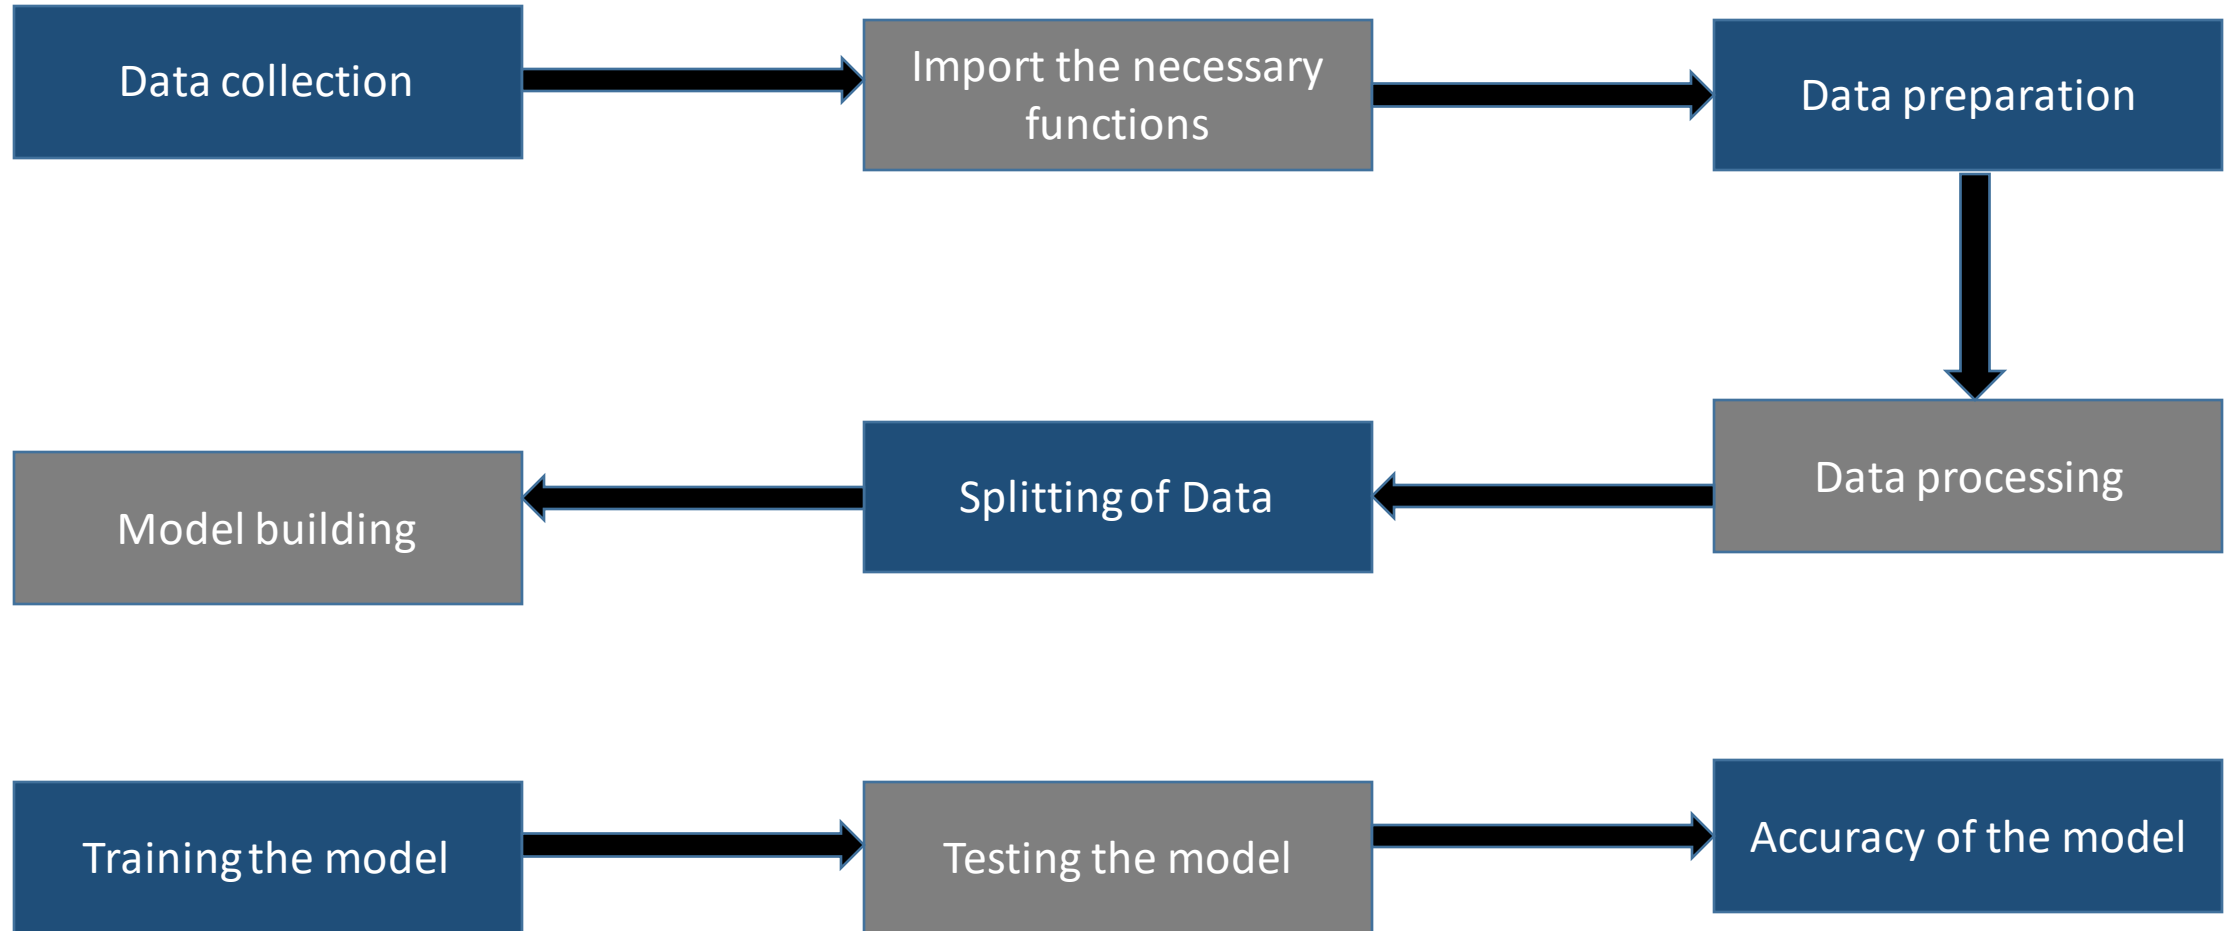 Data collection
Import the necessary
functions
Data preparation
Model building
Splitting of Data
Data processing
Training the model
Testing the model
Accuracy of the model